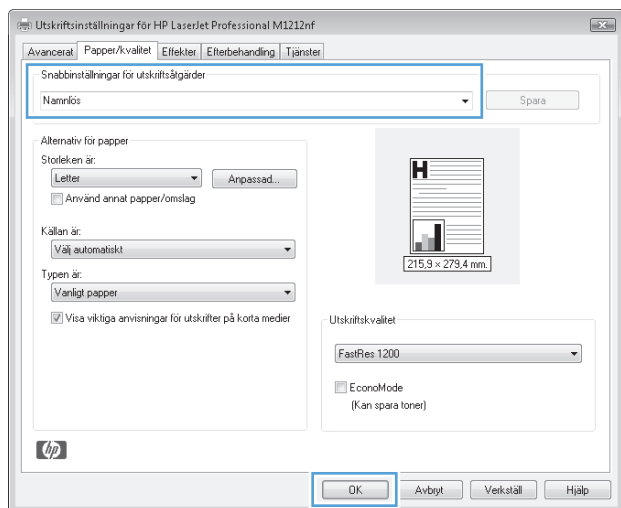 Utskriftsinställningar för HP LaserJet Professional M1212nf
Avancerat Papper/kvalitet Effekter Efterbehandling Tjänster
Snabbinställningar för utskriftsåtgärder
Namnlös Spara
Alternativ för papper
Storleken är:
Letter Anpassad...
Använd annat papper/omslag
Källan är:
Välj automatiskt
Typen är:
Vanligt papper
Visa viktiga anvisningar för utskrifter på korta medier
H
215,9 × 279,4 mm.
Utskriftskvalitet
FastRes 1200
EconoMode
(Kan spara toner)
hp
OK Avbryt Verkställ Hjälp